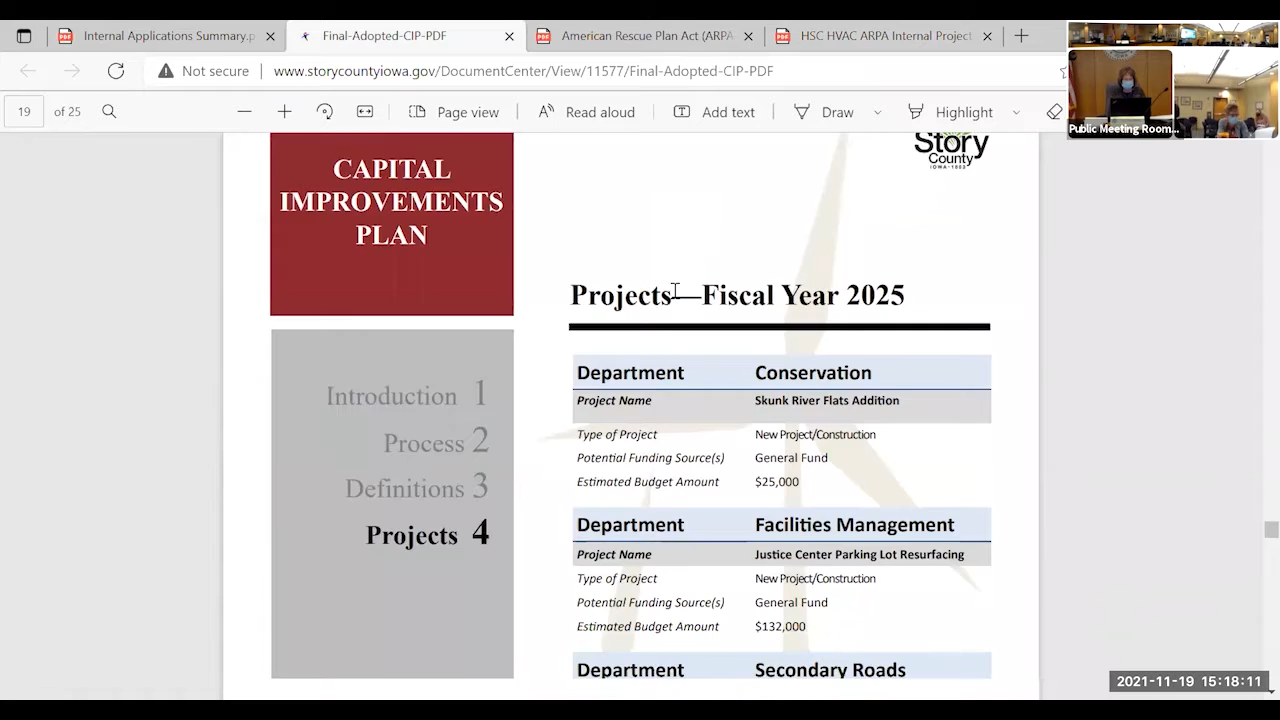 Internal Applications Summary.p
Final-Adopted-CIP-PDF
American Rescue Plan Act (ARPA
HSC HVAC ARPA Internal Project
Not secure
www.storycountyiowa.gov/DocumentCenter/View/11577/Final-Adopted-CIP-PDF
19 of 25
Page view
Read aloud
Add text
Draw
Highlight
Public Meeting Room...
CAPITAL
IMPROVEMENTS
PLAN
Story
County
IOWA·1853
Projects—Fiscal Year 2025
Introduction 1
Process 2
Definitions 3
Projects 4
Department Conservation
Project Name Skunk River Flats Addition
Type of Project New Project/Construction
Potential Funding Source(s) General Fund
Estimated Budget Amount $25,000
Department Facilities Management
Project Name Justice Center Parking Lot Resurfacing
Type of Project New Project/Construction
Potential Funding Source(s) General Fund
Estimated Budget Amount $132,000
Department Secondary Roads
2021-11-19 15:18:11